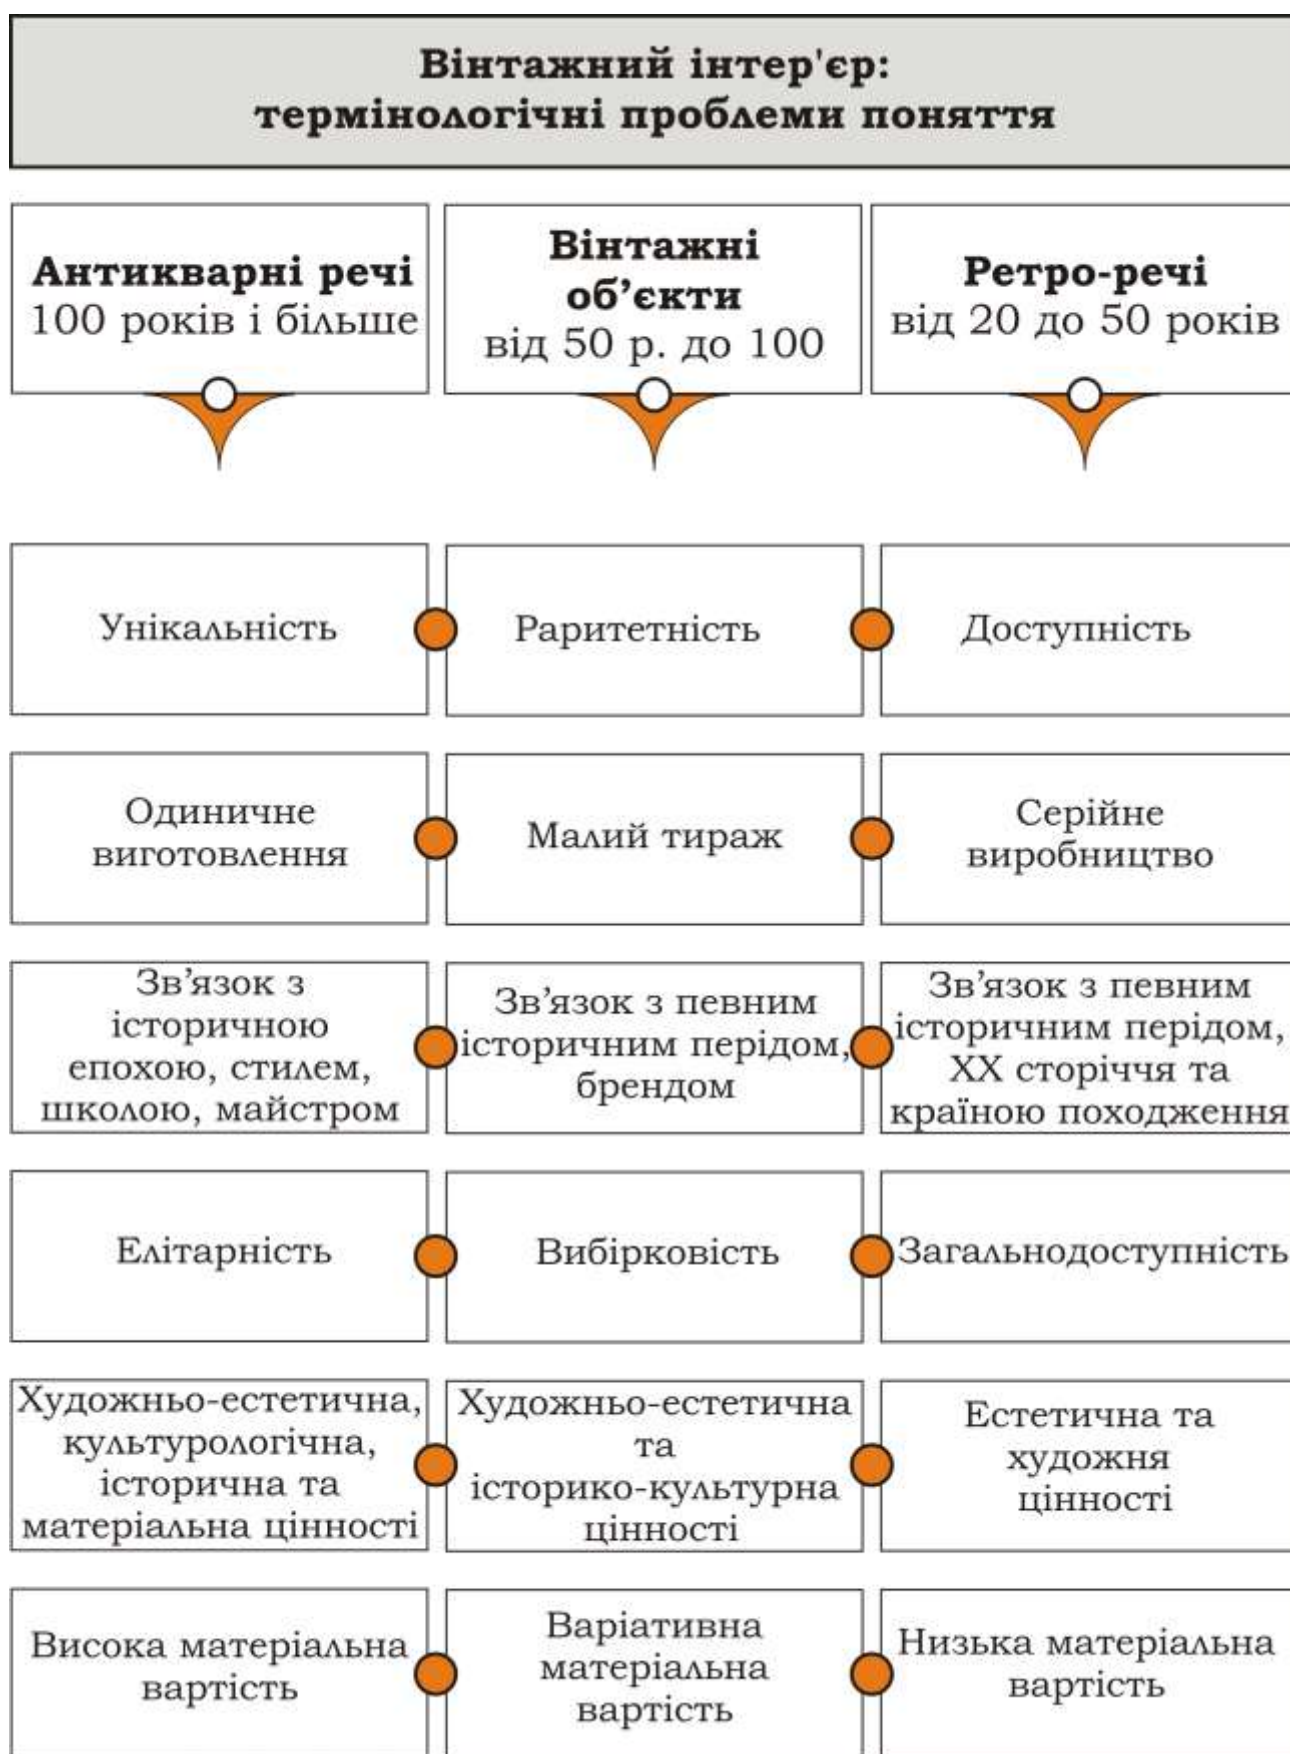 Вінтажний інтер'єр:
термінологічні проблеми поняття
Антикварні речі
100 років і більше
Вінтажні
об’єкти
від 50 р. до 100
Ретро-речі
від 20 до 50 років
Унікальність
Раритетність
Доступність
Одиничне
виготовлення
Малий тираж
Серійне
виробництво
Зв’язок з
історичною
епохою, стилем,
школою, майстром
Зв’язок з певним
історичним перідом,
брендом
Зв’язок з певним
історичним перідом,
ХХ сторіччя та
країною походження
Елітарність
Вибірковість
Загальнодоступність
Художньо-естетична,
культурологічна,
історична та
матеріальна цінності
Художньо-естетична
та
історико-культурна
цінності
Естетична та
художня
цінності
Висока матеріальна
вартість
Варіативна
матеріальна
вартість
Низька матеріальна
вартість